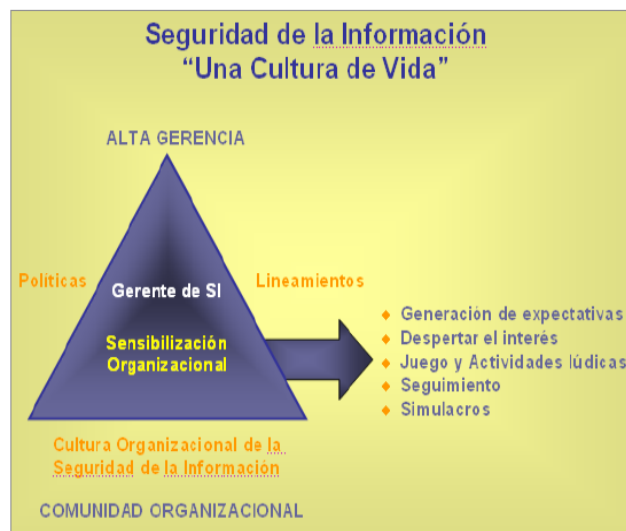 Seguridad de la Información
“Una Cultura de Vida”
ALTA GERENCIA
Políticas
Lineamientos
Gerente de SI
Sensibilización
Organizacional
♦ Generación de expectativas
♦ Despertar el interés
♦ Juego y Actividades lúdicas
♦ Seguimiento
♦ Simulacros
Cultura Organizacional de la
Seguridad de la Información
COMUNIDAD ORGANIZACIONAL